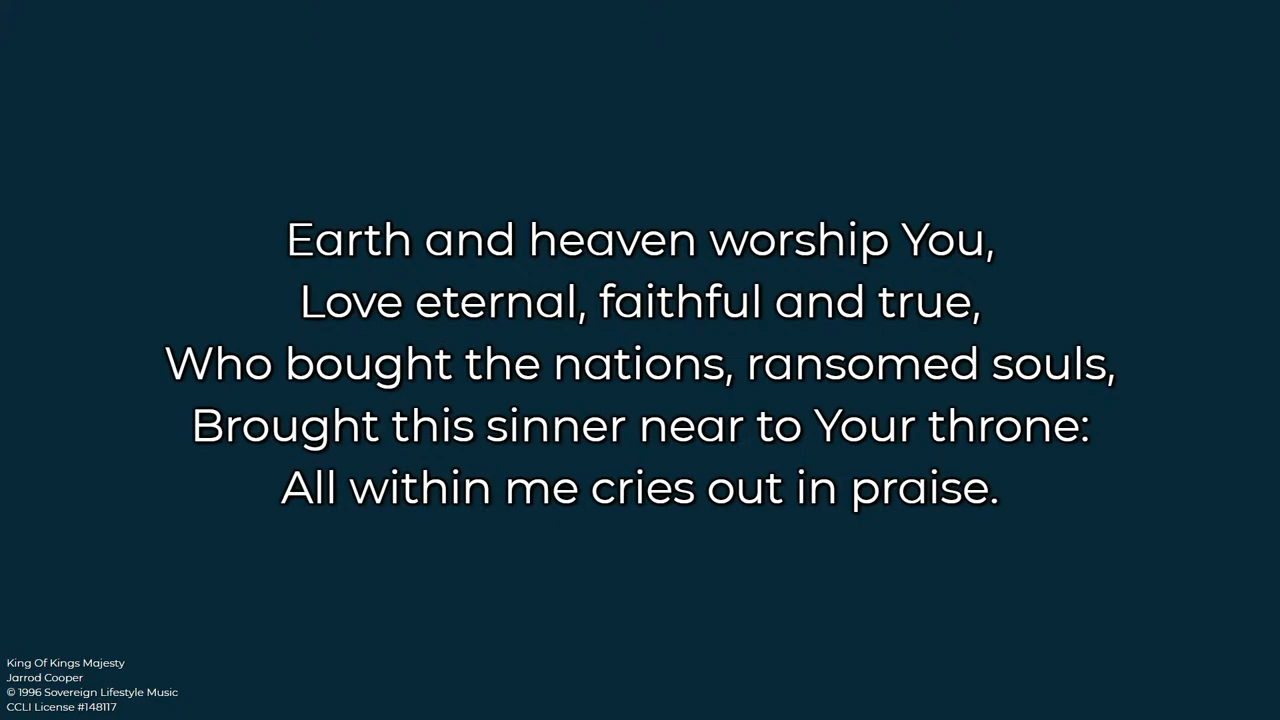 Earth and heaven worship You,
Love eternal, faithful and true,
Who bought the nations, ransomed souls,
Brought this sinner near to Your throne:
All within me cries out in praise.
King Of Kings Majesty
Jarrod Cooper
© 1996 Sovereign Lifestyle Music
CCLI License #148117